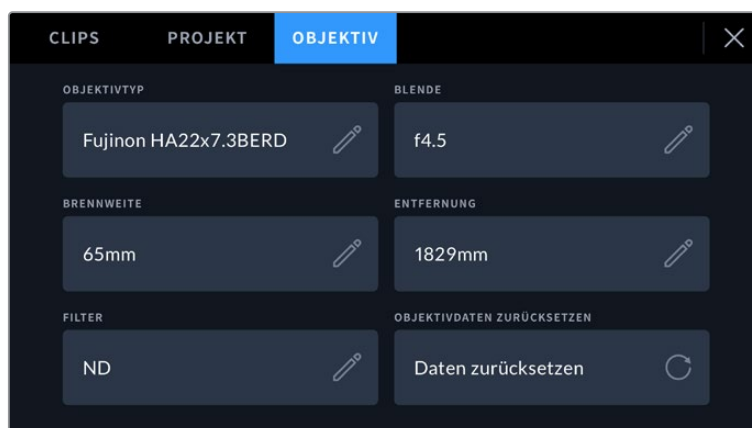 CLIPS PROJEKT OBJEKTIV
OBJEKTIVTYP BLENDE
Fujinon HA22x7.3BERD f4.5
BRENNWEITE ENTFERNUNG
65mm 1829mm
FILTER OBJEKTIVDATEN ZURÜCKSETZEN
ND Daten zurücksetzen